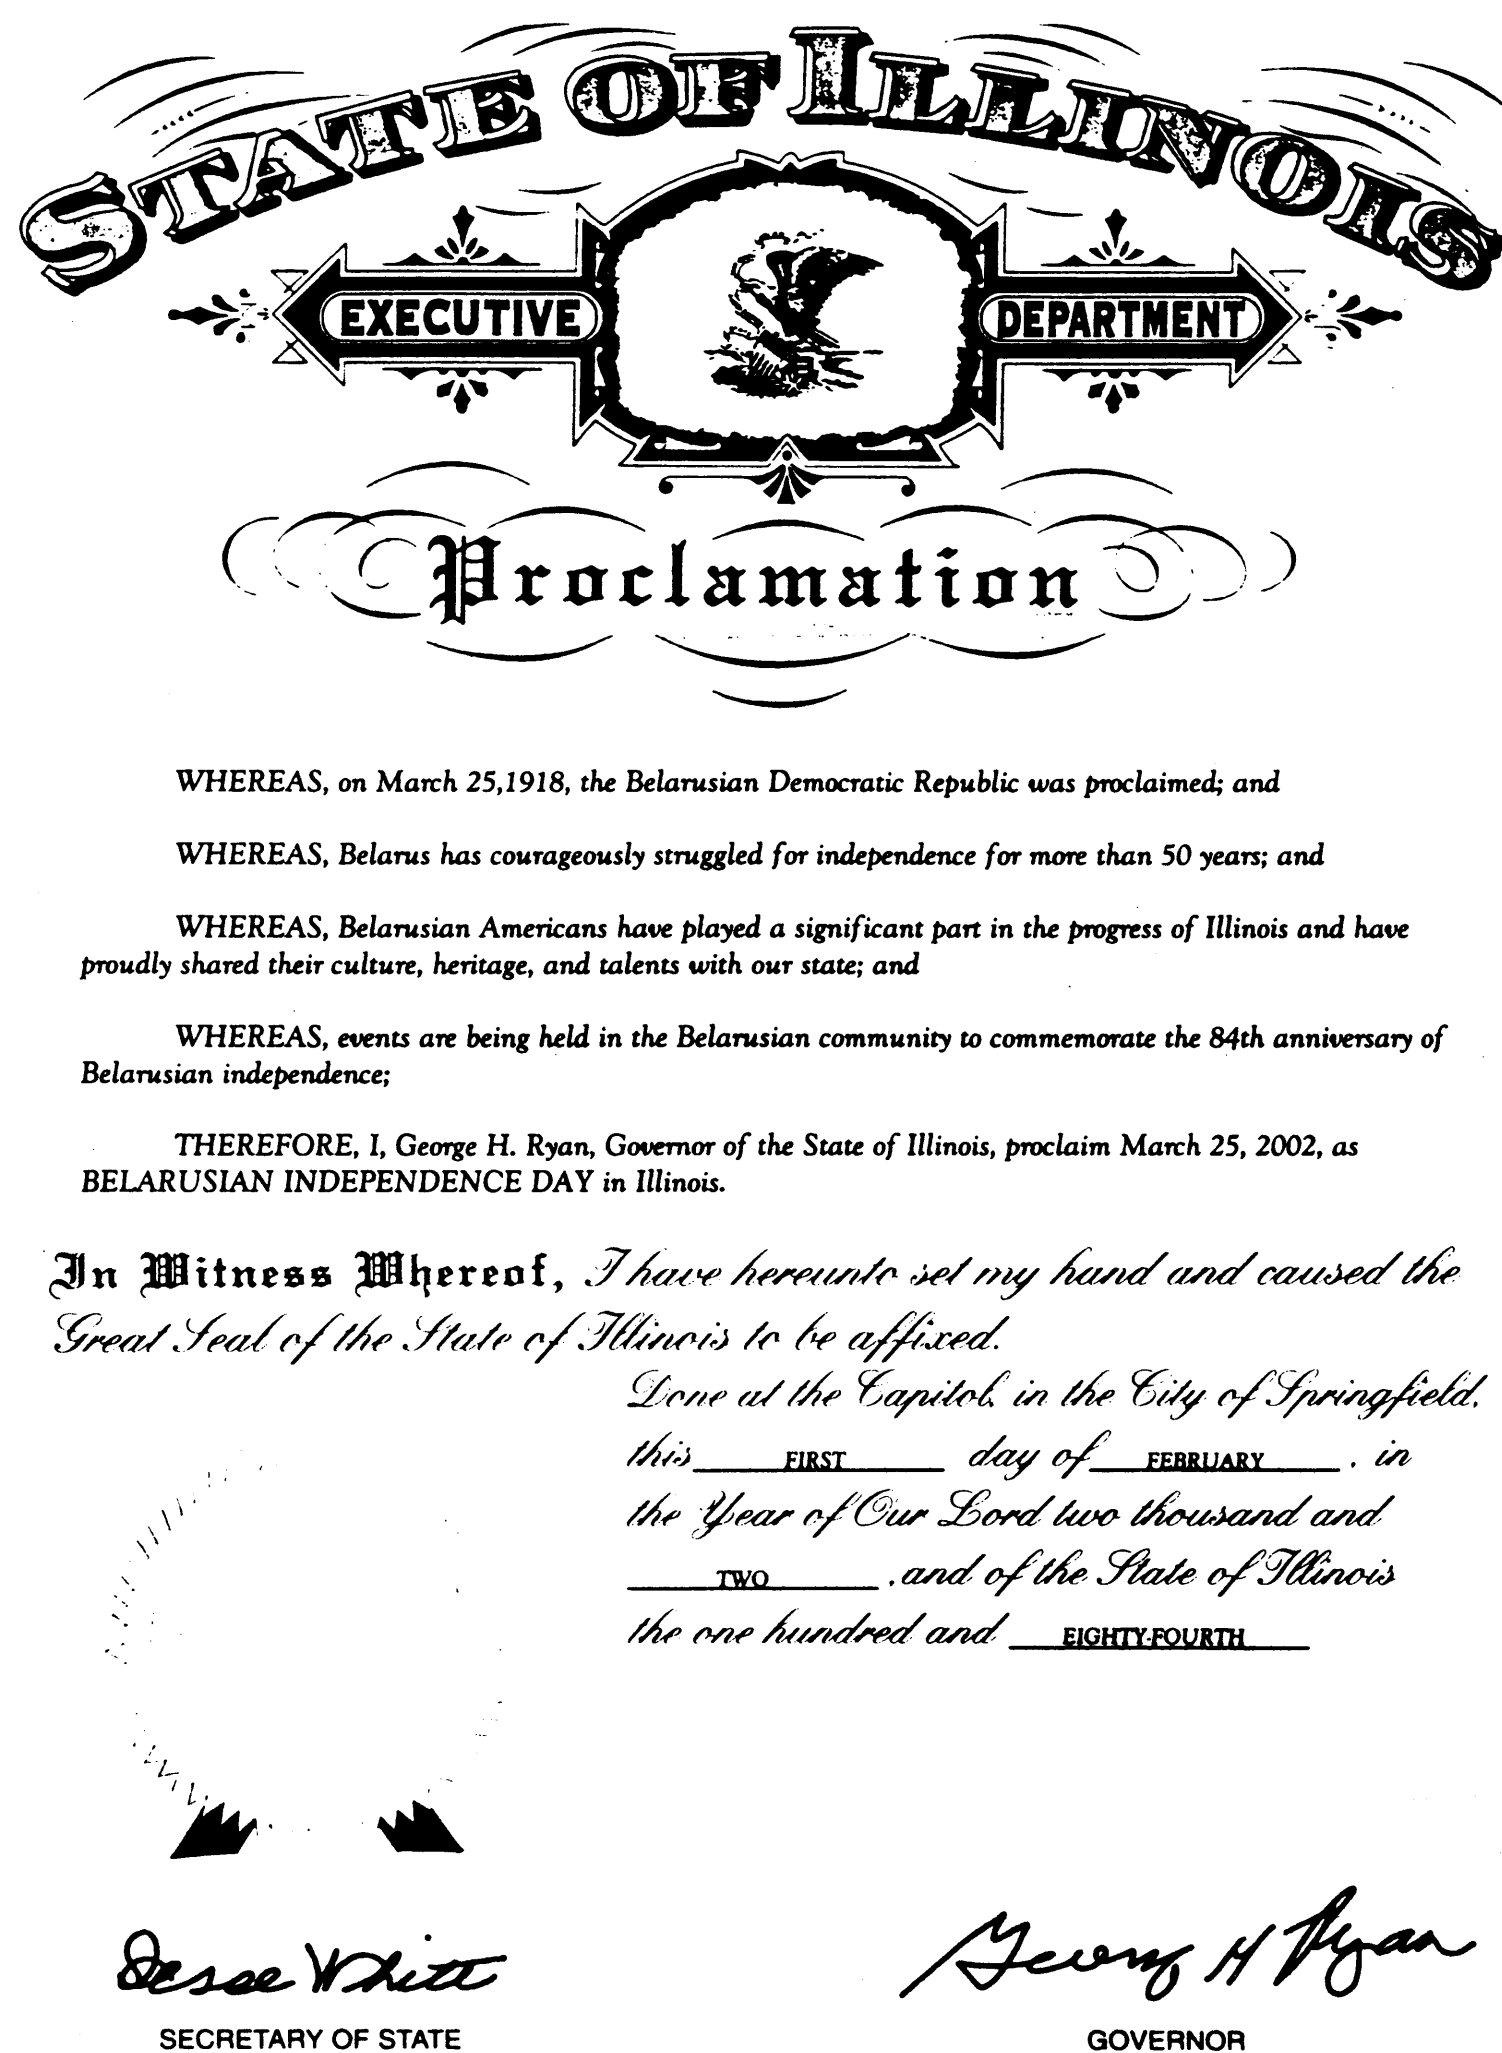 STATE OF ILLINOIS
EXECUTIVE DEPARTMENT
Proclamation
WHEREAS, on March 25,1918, the Belarusian Democratic Republic was proclaimed; and
WHEREAS, Belarus has courageously struggled for independence for more than 50 years; and
WHEREAS, Belarusian Americans have played a significant part in the progress of Illinois and have
proudly shared their culture, heritage, and talents with our state; and
WHEREAS, events are being held in the Belarusian community to commemorate the 84th anniversary of
Belarusian independence;
THEREFORE, I, George H. Ryan, Governor of the State of Illinois, proclaim March 25, 2002, as
BELARUSIAN INDEPENDENCE DAY in Illinois.
In Witness Whereof, I have hereunto set my hand and caused the
Great Seal of the State of Illinois to be affixed.
Done at the Capitol, in the City of Springfield,
this FIRST day of FEBRUARY, in
the Year of Our Lord two thousand and
TWO, and of the State of Illinois
the one hundred and EIGHTY-FOURTH
Jesse White
George H Ryan
SECRETARY OF STATE
GOVERNOR